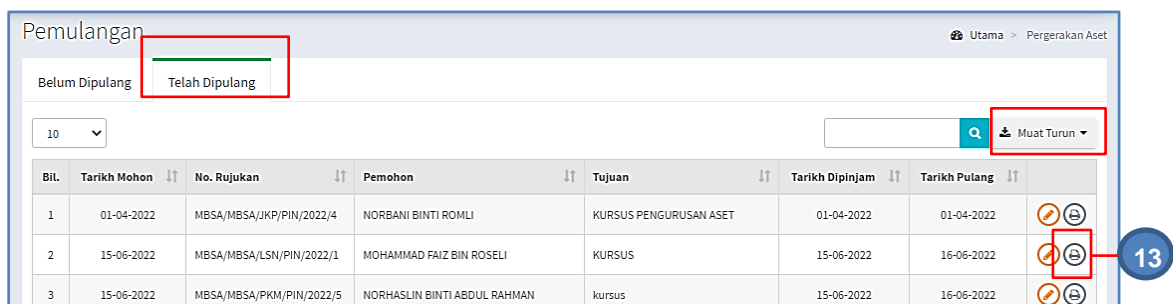 Pemulangan
Utama > Pergerakan Aset
Belum Dipulang Telah Dipulang
10 Muat Turun
Bil. Tarikh Mohon No. Rujukan Pemohon Tujuan Tarikh Dipinjam Tarikh Pulang
1 01-04-2022 MBSA/MBSA/JKP/PIN/2022/4 NORBANI BINTI ROMLI KURSUS PENGURUSAN ASET 01-04-2022 01-04-2022
2 15-06-2022 MBSA/MBSA/LSN/PIN/2022/1 MOHAMMAD FAIZ BIN ROSELI KURSUS 15-06-2022 16-06-2022 13
3 15-06-2022 MBSA/MBSA/PKM/PIN/2022/5 NORHASLIN BINTI ABDUL RAHMAN kursus 15-06-2022 16-06-2022